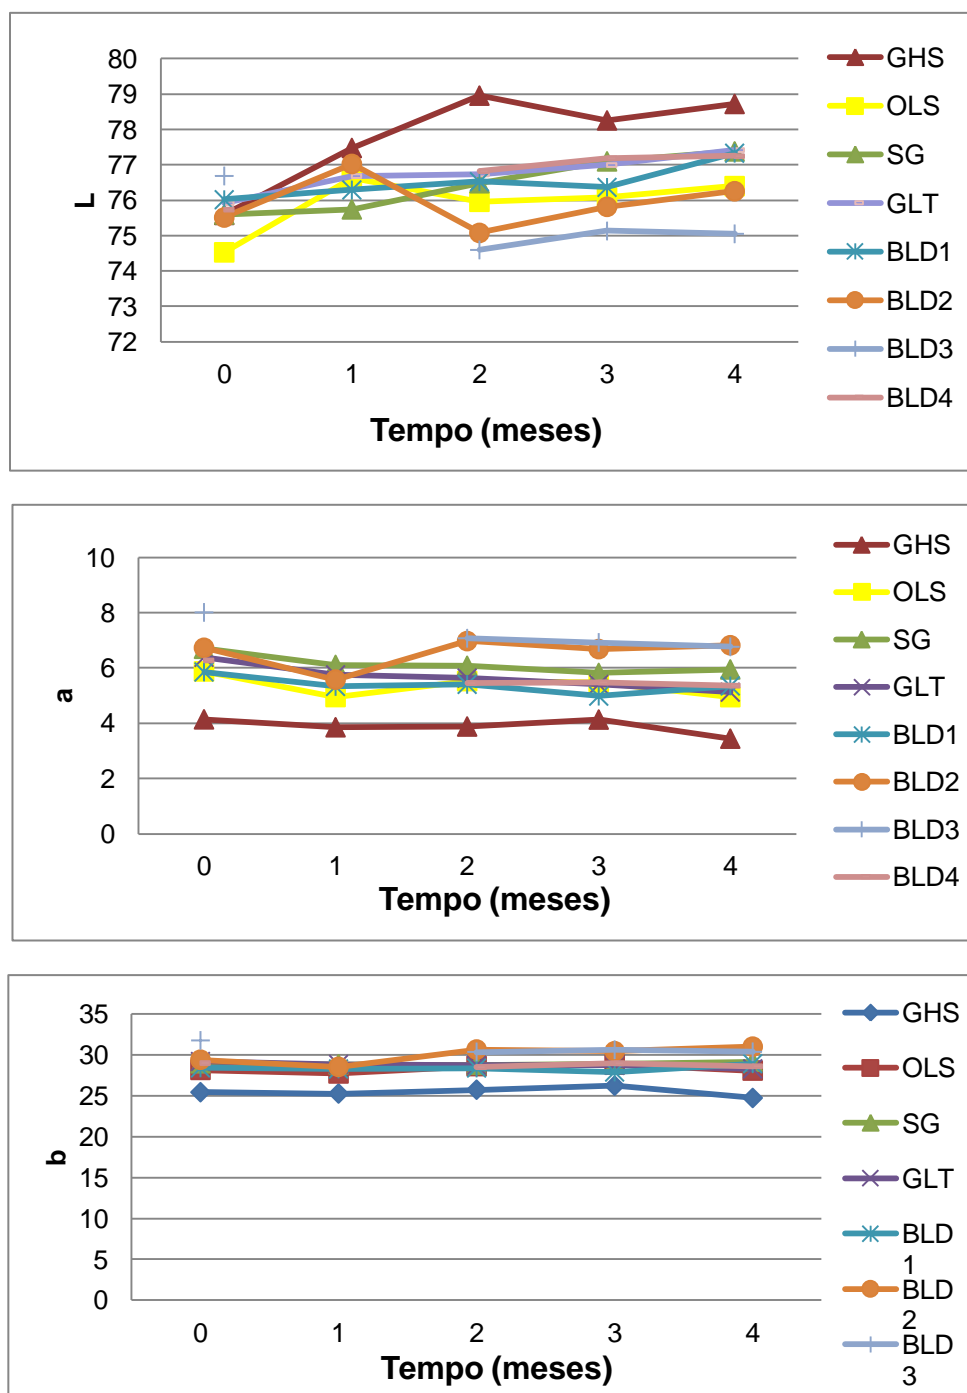 80
79
78
77
76
75
74
73
72
L
0 1 2 3 4
Tempo (meses)
GHS
OLS
SG
GLT
BLD1
BLD2
BLD3
BLD4
10
8
6
4
2
0
a
0 1 2 3 4
Tempo (meses)
GHS
OLS
SG
GLT
BLD1
BLD2
BLD3
BLD4
35
30
25
20
15
10
5
0
b
0 1 2 3 4
Tempo (meses)
GHS
OLS
SG
GLT
BLD
1
BLD
2
BLD
3